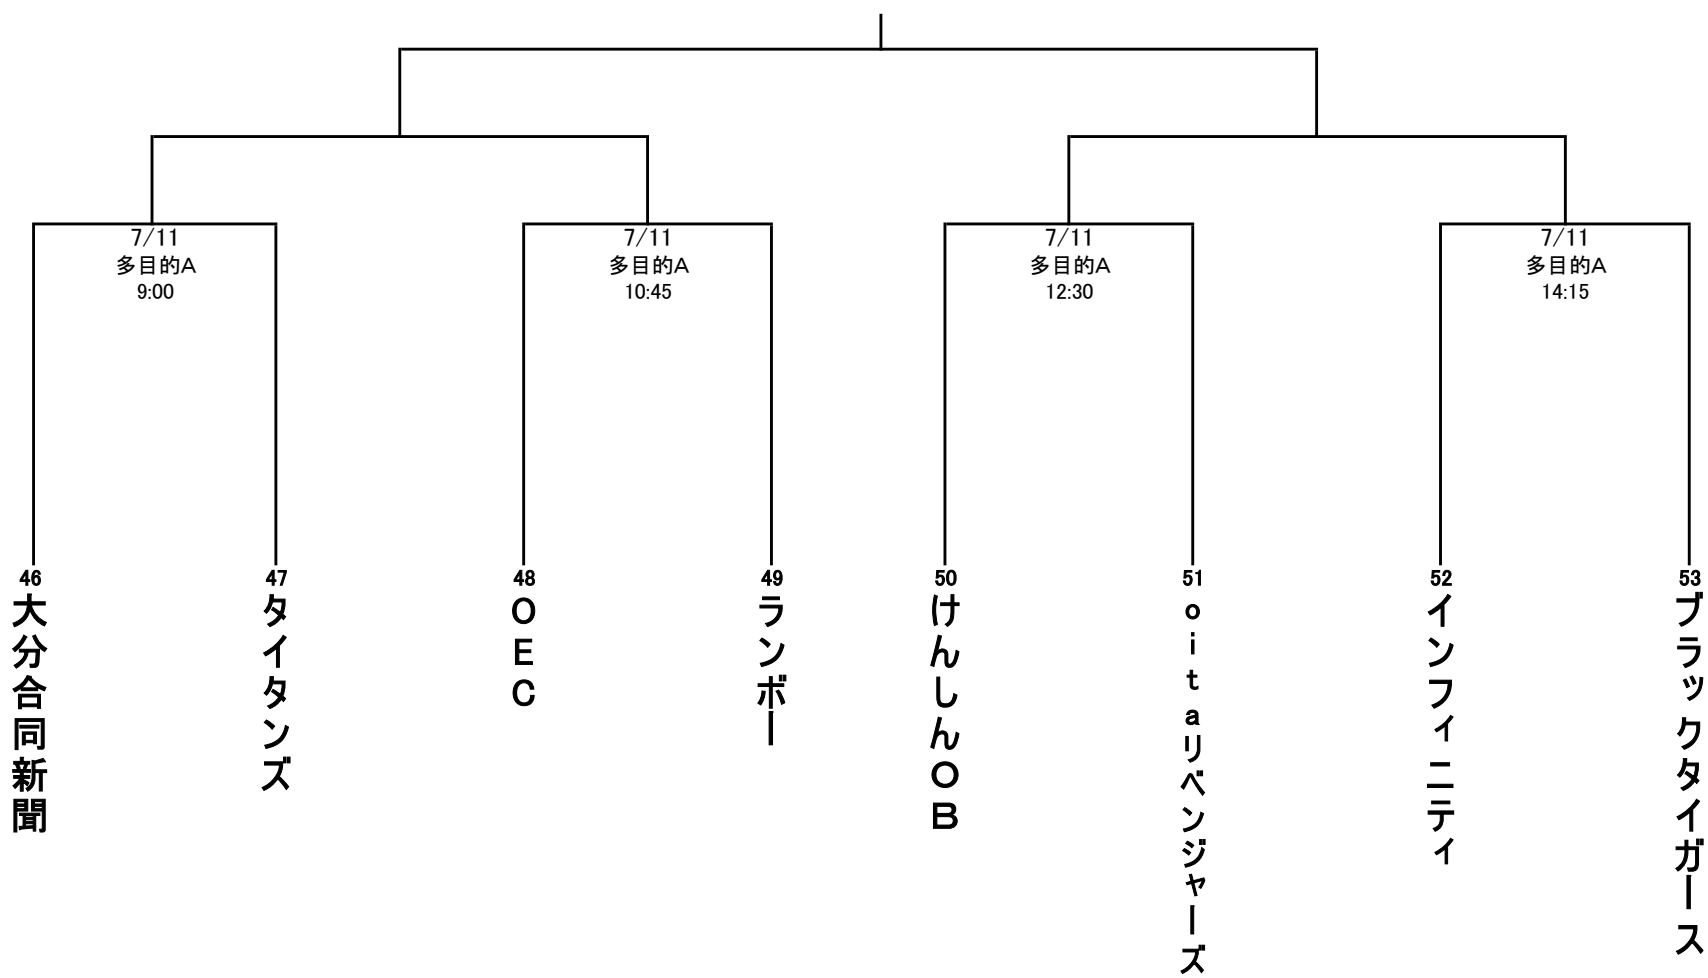 7/11
多目的A
9:00
7/11
多目的A
10:45
7/11
多目的A
12:30
7/11
多目的A
14:15
46
大分合同新聞
47
タイタンズ
48
OEC
49
ランボー
50
けんしんOB
51
oitaリベンジャーズ
52
インフィニティ
53
ブラックタイガース